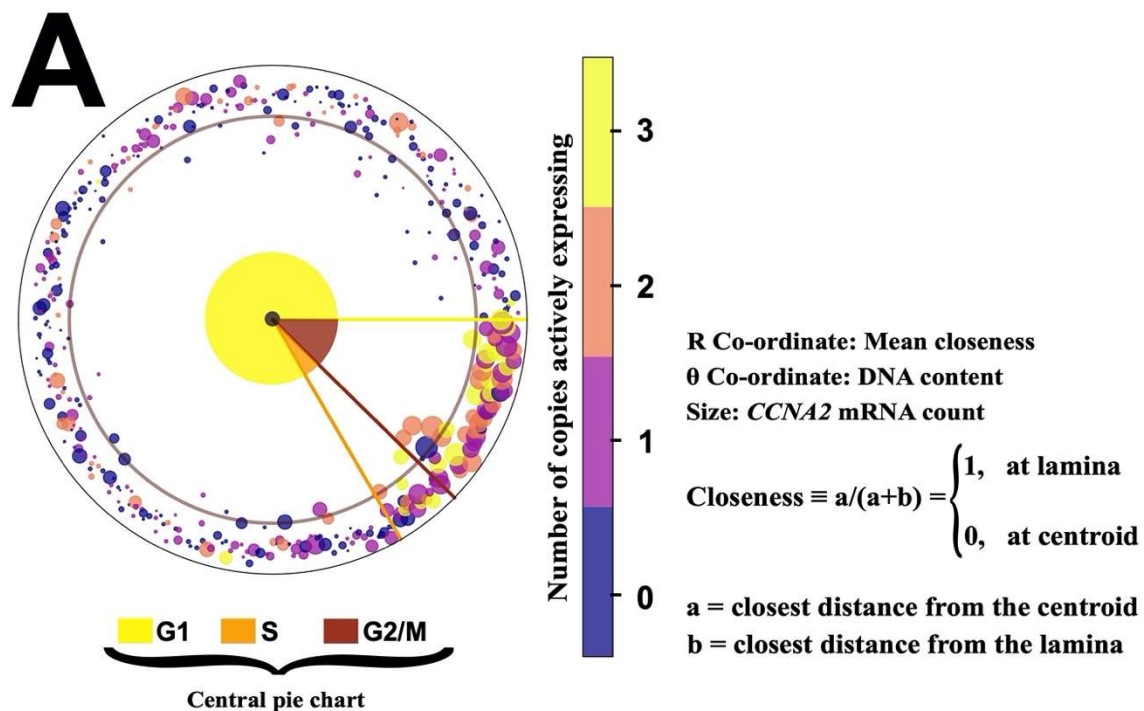 A
Number of copies actively expressing
3
2
1
0
R Co-ordinate: Mean closeness
θ Co-ordinate: DNA content
Size: CCNA2 mRNA count
Closeness ≡ a/(a+b) = {1, at lamina
0, at centroid
a = closest distance from the centroid
b = closest distance from the lamina
G1 S G2/M
Central pie chart